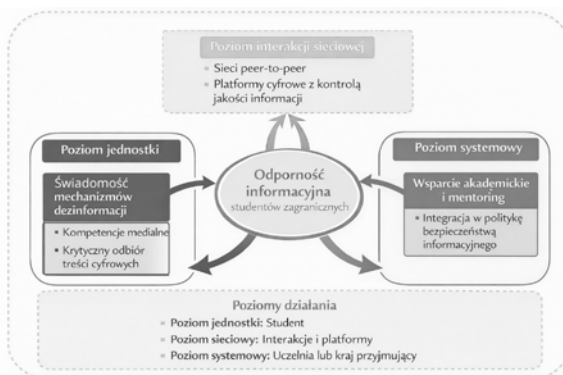 Poziom interakcji sieciowej
Sieci peer-to-peer
Platformy cyfrowe z kontrolą
jakości informacji
Poziom jednostki
Świadomość
mechanizmów
dezinformacji
Kompetencje medialne
Krytyczny odbiór
treści cyfrowych
Odporność
informacyjna
studentów zagranicznych
Poziom systemowy
Wsparcie akademickie
i mentoring
Integracja w politykę
bezpieczeństwą
informacyjnego
Poziomy działania
Poziom jednostki: Student
Poziom sieciowy: Interakcje i platformy
Poziom systemowy: Uczelnia lub kraj przyjmujący